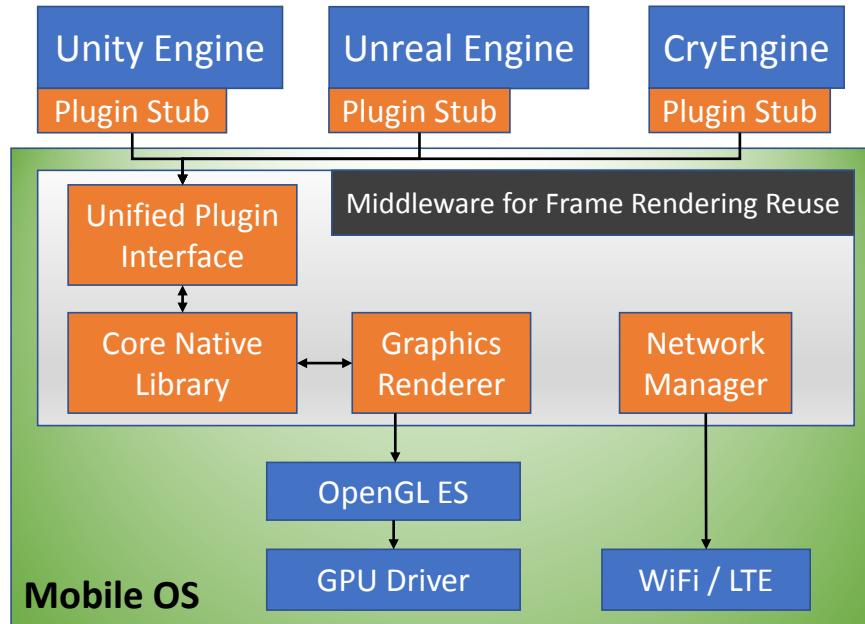 Unity Engine
Unreal Engine
CryEngine
Plugin Stub
Plugin Stub
Plugin Stub
Middleware for Frame Rendering Reuse
Unified Plugin
Interface
Core Native
Library
Graphics
Renderer
Network
Manager
OpenGL ES
GPU Driver
WiFi / LTE
Mobile OS